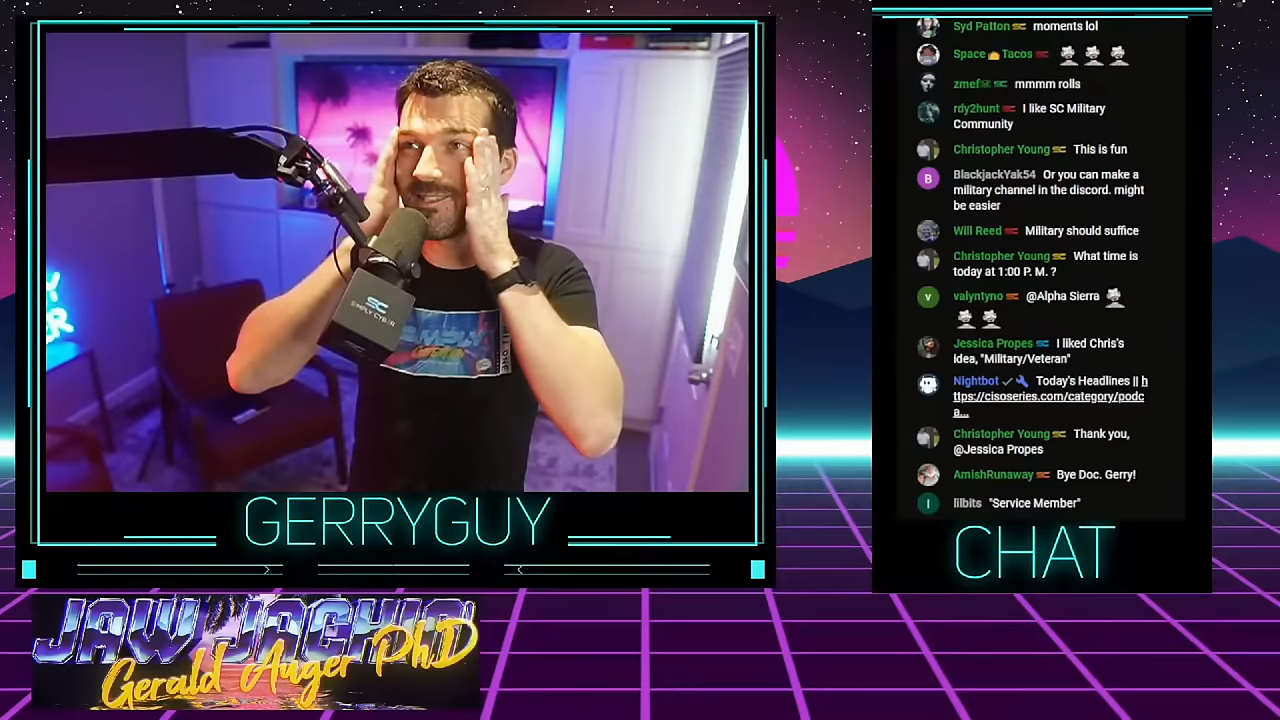 Syd Patton moments lol
Space Tacos
zmef mmmm rolls
rdy2hunt I like SC Military
Community
Christopher Young This is fun
B
BlackjackYak54 Or you can make a
military channel in the discord. might
be easier
Will Reed Military should suffice
Christopher Young What time is
today at 1:00 P. M. ?
v
valyntyno @Alpha Sierra
Jessica Propes I liked Chris's
idea, "Military/Veteran"
Nightbot Today's Headlines || h
ttps://cisoseries.com/category/podc
a...
Christopher Young Thank you,
@Jessica Propes
AmishRunaway Bye Doc. Gerry!
lilbits "Service Member"
CHAT
SC
SIMPLY CYBER
SIMPLY
GERRYGUY
JAW JACKIN'
Gerald Auger PhD